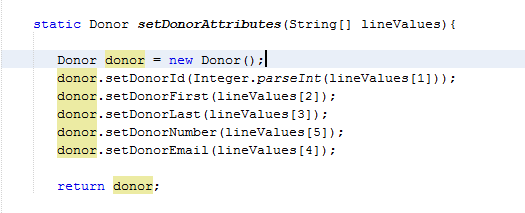 static Donor setDonorAttributes(String[] lineValues){
Donor donor = new Donor();
donor.setDonorId(Integer.parseInt(lineValues[1]));
donor.setDonorFirst(lineValues[2]);
donor.setDonorLast(lineValues[3]);
donor.setDonorNumber(lineValues[5]);
donor.setDonorEmail(lineValues[4]);
return donor;